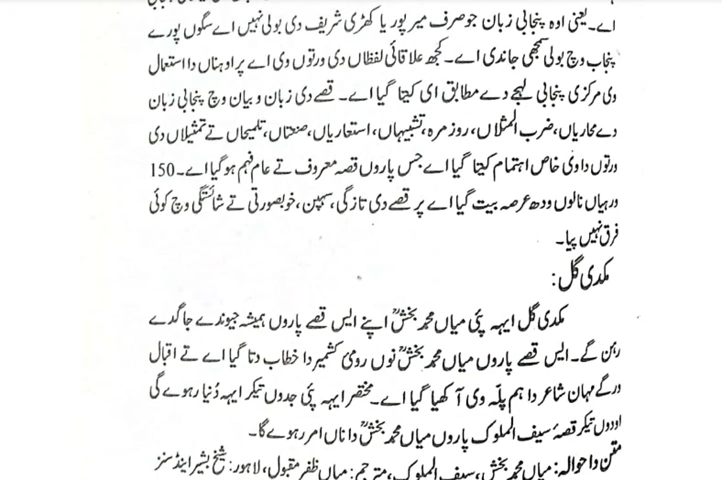 اے۔ یعنی اوہ پنجابی زبان جو صرف میر پور یا کھڑی شریف دی بولی نہیں اے سگوں پورے
پنجاب وچ بولی سمجھی جاندی اے۔ کجھ علاقائی لفظاں دی ورتوں وی اے پر اوہناں دا استعمال
وی مرکزی پنجابی لہجے دے مطابق ای کیتا گیا اے۔ قصے دی زبان و بیان وچ پنجابی زبان
دے محاریاں، ضرب المثلاں، روزمرہ، تشبیہاں، استعاریاں، صنعتاں، تلمیحاں تے تمثیلاں دی
ورتوں دا وی خاص اہتمام کیتا گیا اے جس پاروں قصہ معروف تے عام فہم ہو گیا اے۔ 150
ورہیاں نالوں ودھ عرصہ بیت گیا اے پر قصے دی تازگی، سہپن، خوبصورتی تے شائستگی وچ کوئی
فرق نہیں پیا۔
مکدی گل:
مکدی گل ایہہ پئی میاں محمد بخشؒ اپنے ایس قصے پاروں ہمیشہ جیوندے جاگدے
رہن گے۔ ایس قصے پاروں میاں محمد بخشؒ نوں رومیٔ کشمیر دا خطاب دتا گیا اے تے اقبال
ورگے مہان شاعر دا ہم پلّہ وی آکھیا گیا اے۔ مختصر ایہہ پئی جدوں تیکر ایہہ دُنیا رہوے گی
اودوں تیکر قصۂ سیف الملوک پاروں میاں محمد بخشؒ دا ناں امر رہوے گا۔
متن دا حوالہ: میاں محمد بخش، سیف الملوک، مترجم: میاں ظفر مقبول، لاہور: شیخ بشیر اینڈ سنز